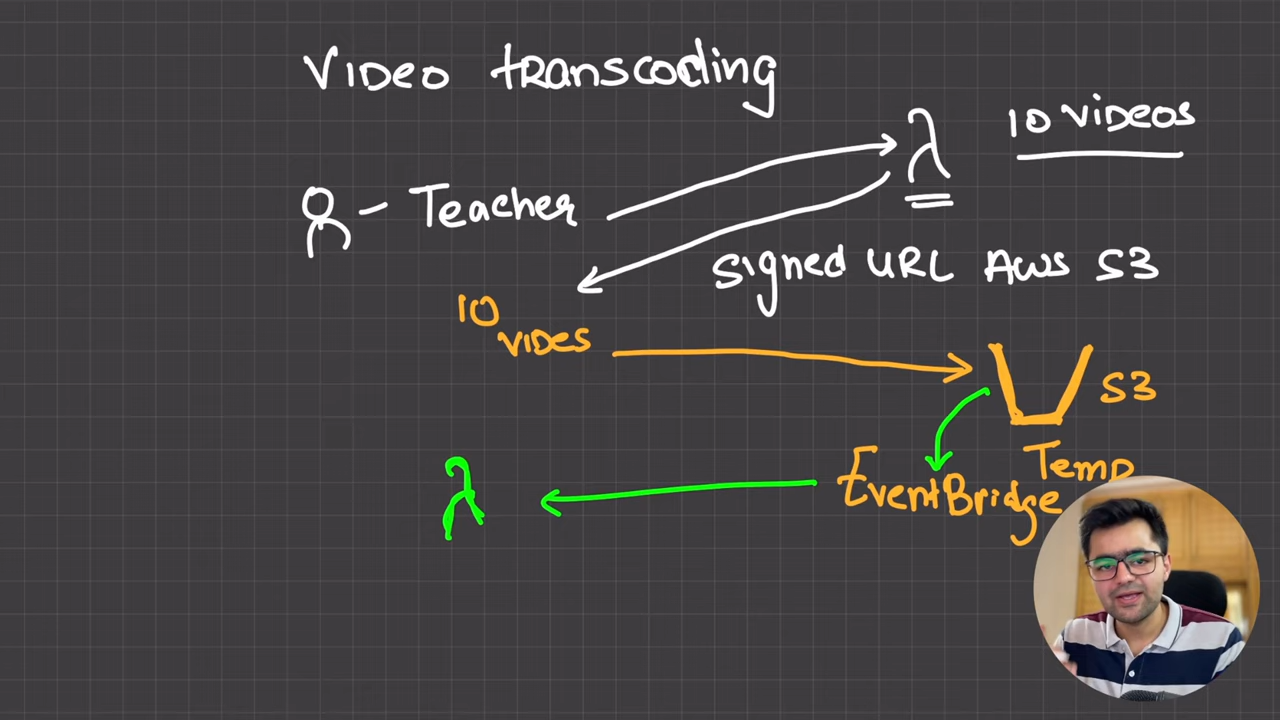 Video transcoding
10 videos
λ
- Teacher
signed URL AWS S3
10
vides
S3
Temp
EventBridge
λ